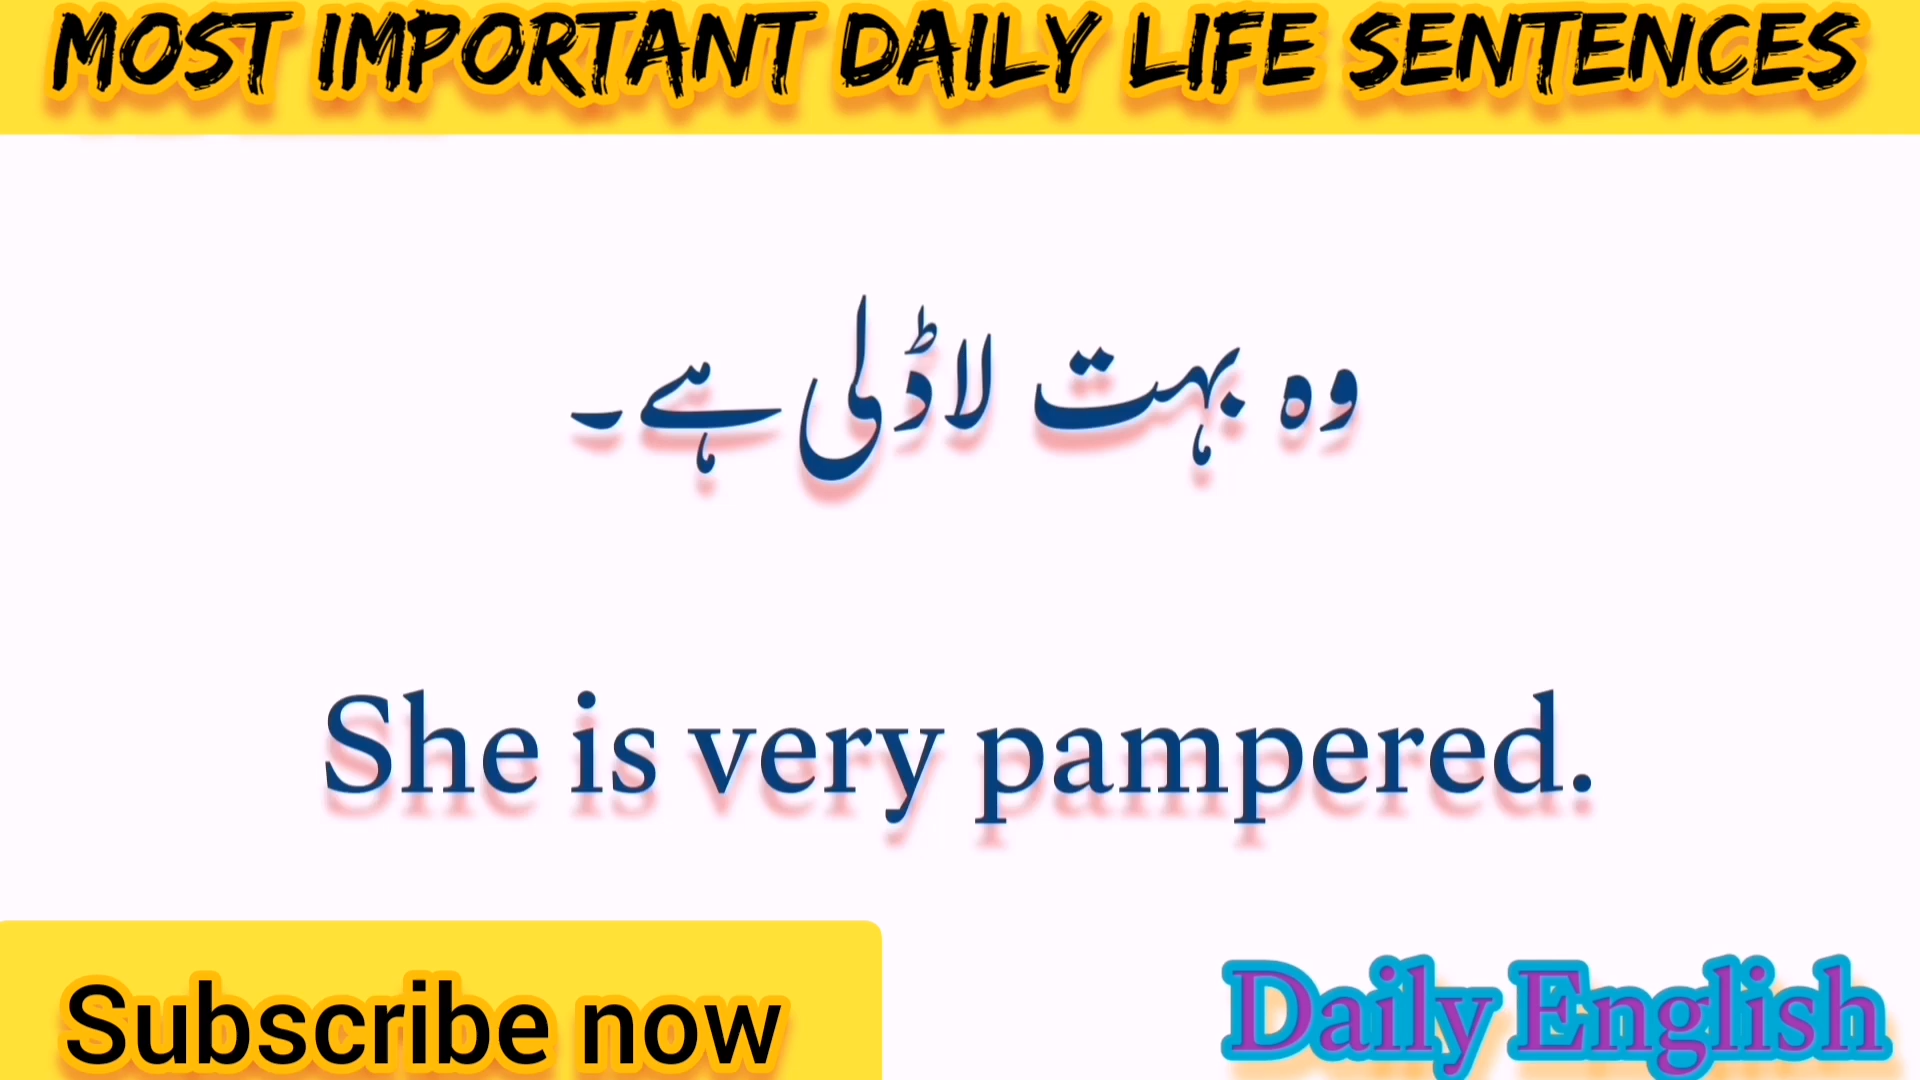 MOST IMPORTANT DAILY LIFE SENTENCES
وہ بہت لاڈلی ہے۔
She is very pampered.
Subscribe now
Daily English